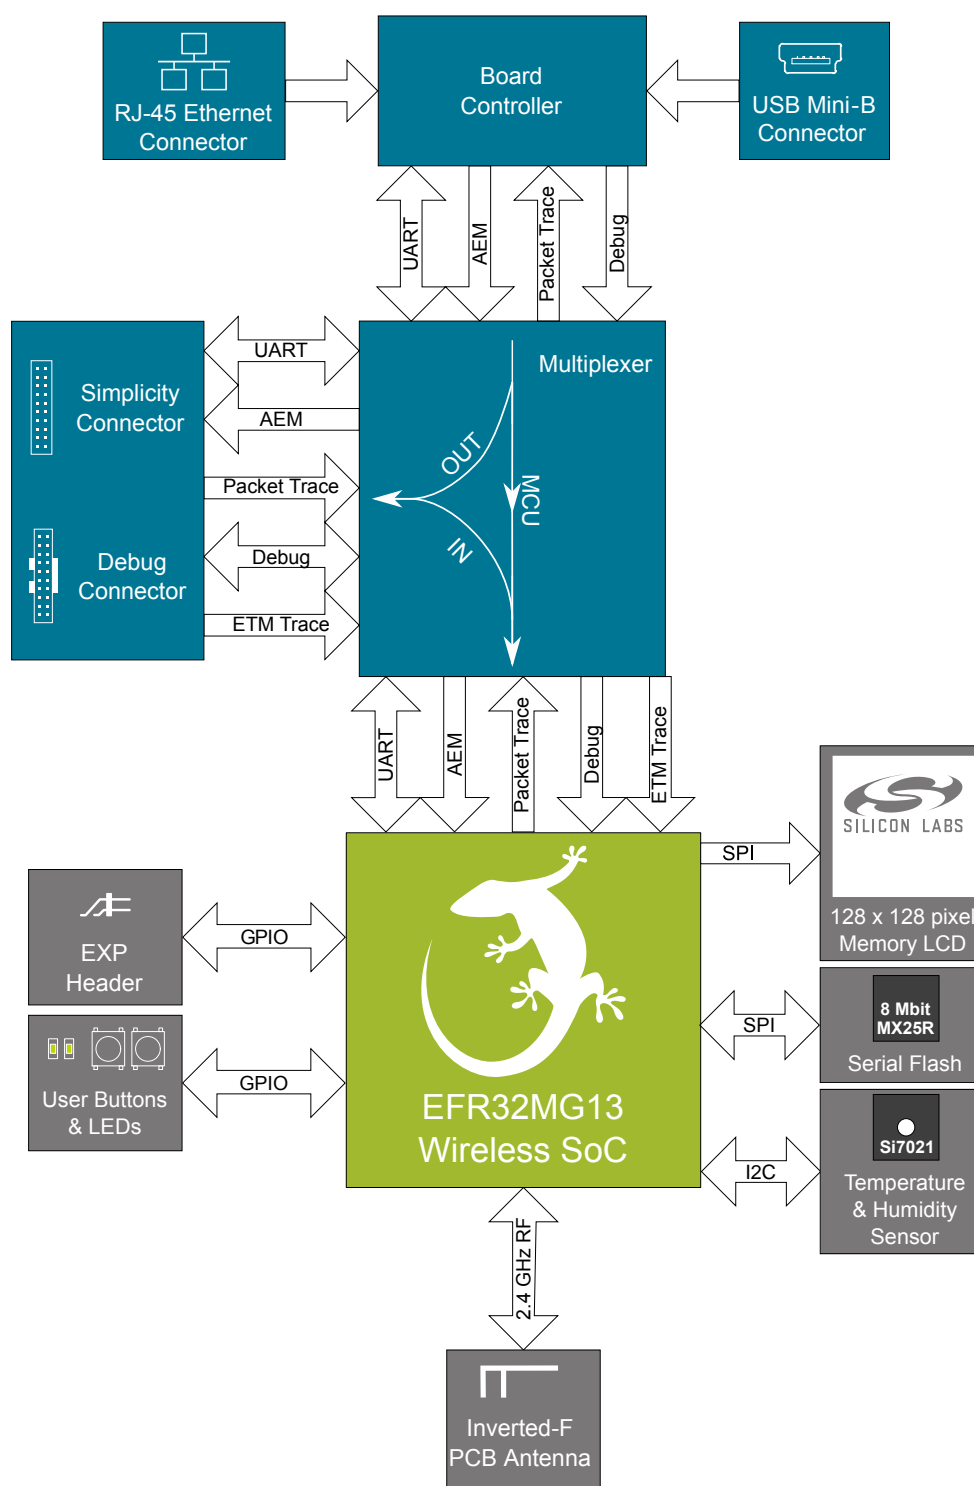 RJ-45 Ethernet
Connector
Board
Controller
USB Mini-B
Connector
UART
AEM
Packet Trace
Debug
Simplicity
Connector
Debug
Connector
UART
AEM
Packet Trace
Debug
ETM Trace
Multiplexer
OUT
MCU
IN
UART
AEM
Packet Trace
Debug
ETM Trace
SPI
SILICON LABS
128 x 128 pixel
Memory LCD
EXP
Header
GPIO
User Buttons
& LEDs
GPIO
EFR32MG13
Wireless SoC
SPI
8 Mbit
MX25R
Serial Flash
I2C
Si7021
Temperature
& Humidity
Sensor
2.4 GHz RF
Inverted-F
PCB Antenna